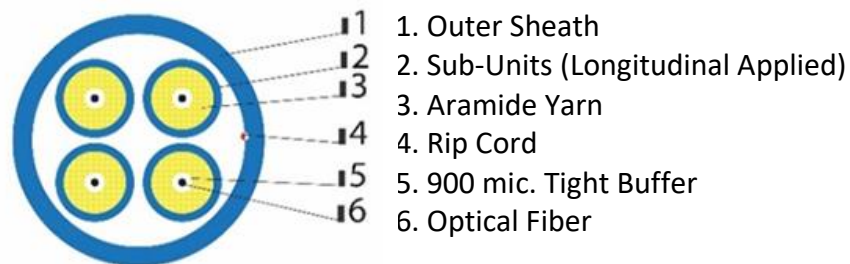 1
2
3
4
5
6
1. Outer Sheath
2. Sub-Units (Longitudinal Applied)
3. Aramide Yarn
4. Rip Cord
5. 900 mic. Tight Buffer
6. Optical Fiber